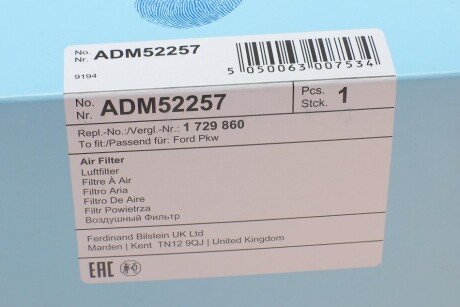 No.
Nr. ADM52257
9194
5 050063 007534
No.
Nr. ADM52257
Pcs.
Stck. 1
Repl.-No.:/Vergl.-Nr.: 1 729 860
To fit:/Passend für: Ford Pkw
Air Filter
Luftfilter
Filtre À Air
Filtro Aria
Filtro De Aire
Filtr Powietrza
Воздушный Фильтр
Ferdinand Bilstein UK Ltd
Marden | Kent TN12 9QJ | United Kingdom
EAC